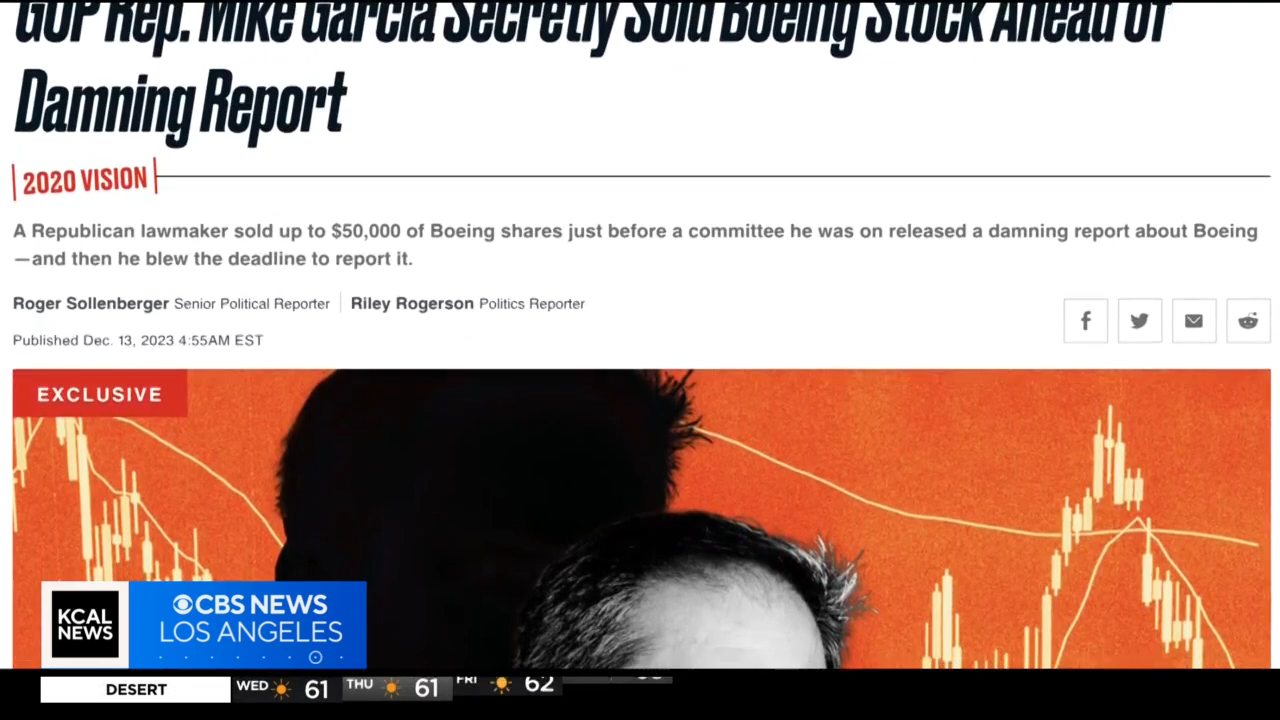 GOP Rep. Mike Garcia Secretly Sold Boeing Stock Ahead of
Damning Report
2020 VISION
A Republican lawmaker sold up to $50,000 of Boeing shares just before a committee he was on released a damning report about Boeing
—and then he blew the deadline to report it.
Roger Sollenberger Senior Political Reporter Riley Rogerson Politics Reporter
Published Dec. 13, 2023 4:55AM EST
EXCLUSIVE
KCAL
NEWS
CBS NEWS
LOS ANGELES
DESERT WED 61 THU 61 FRI 62